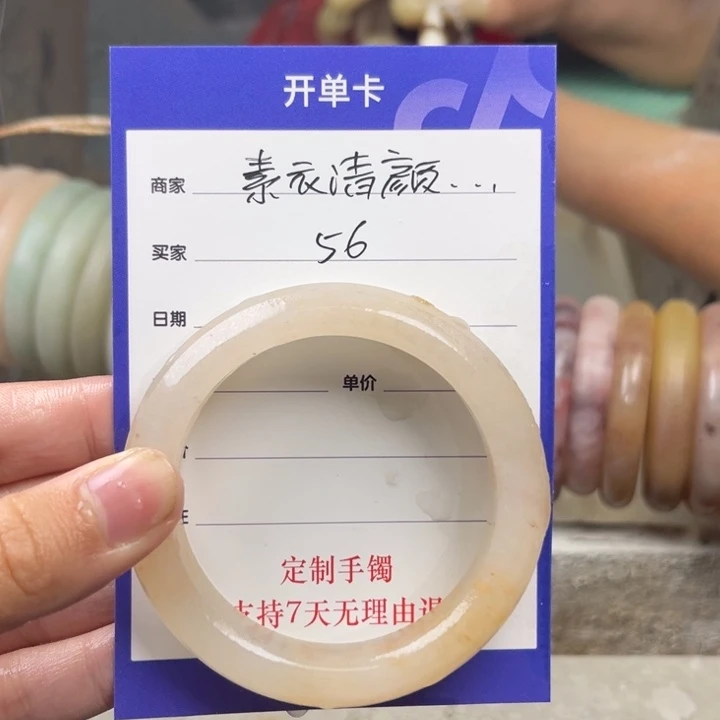 开单卡
商家 素衣清颜...
买家 56
日期
单价
定制手镯
支持7天无理由退